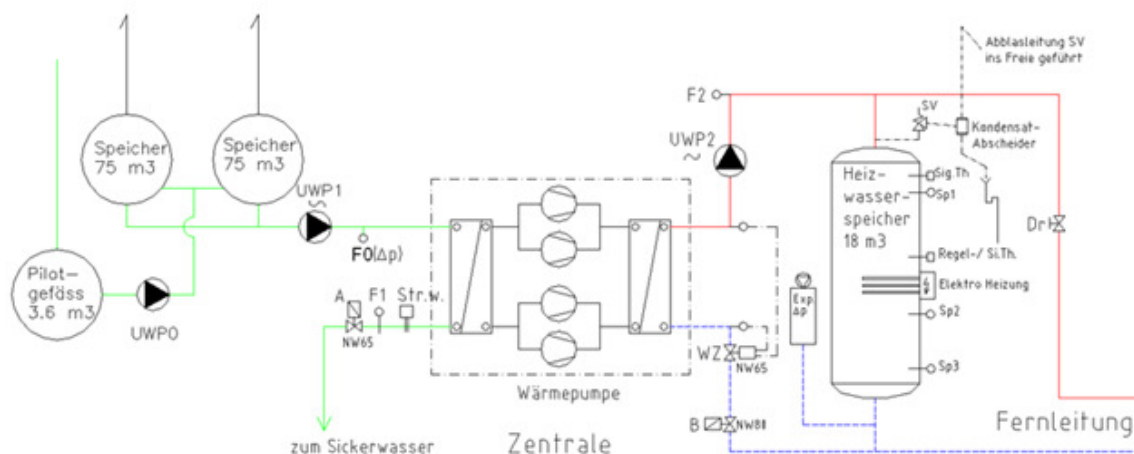 Speicher
75 m3
Speicher
75 m3
Pilot-
gefäss
3.6 m3
UWP0
UWP1
F0(Δp)
A
F1
Str.w.
NW65
zum Sickerwasser
Wärmepumpe
Zentrale
UWP2
F2
WZ
NW65
B
NW80
Exp.
Δp
Heiz-
wasser-
speicher
18 m3
SV
Abblasleitung SV
ins Freie geführt
Kondensat-
Abscheider
Sig.Th
Sp1
Regel-/ Si.Th.
Elektro Heizung
Sp2
Sp3
Dr
Fernleitung